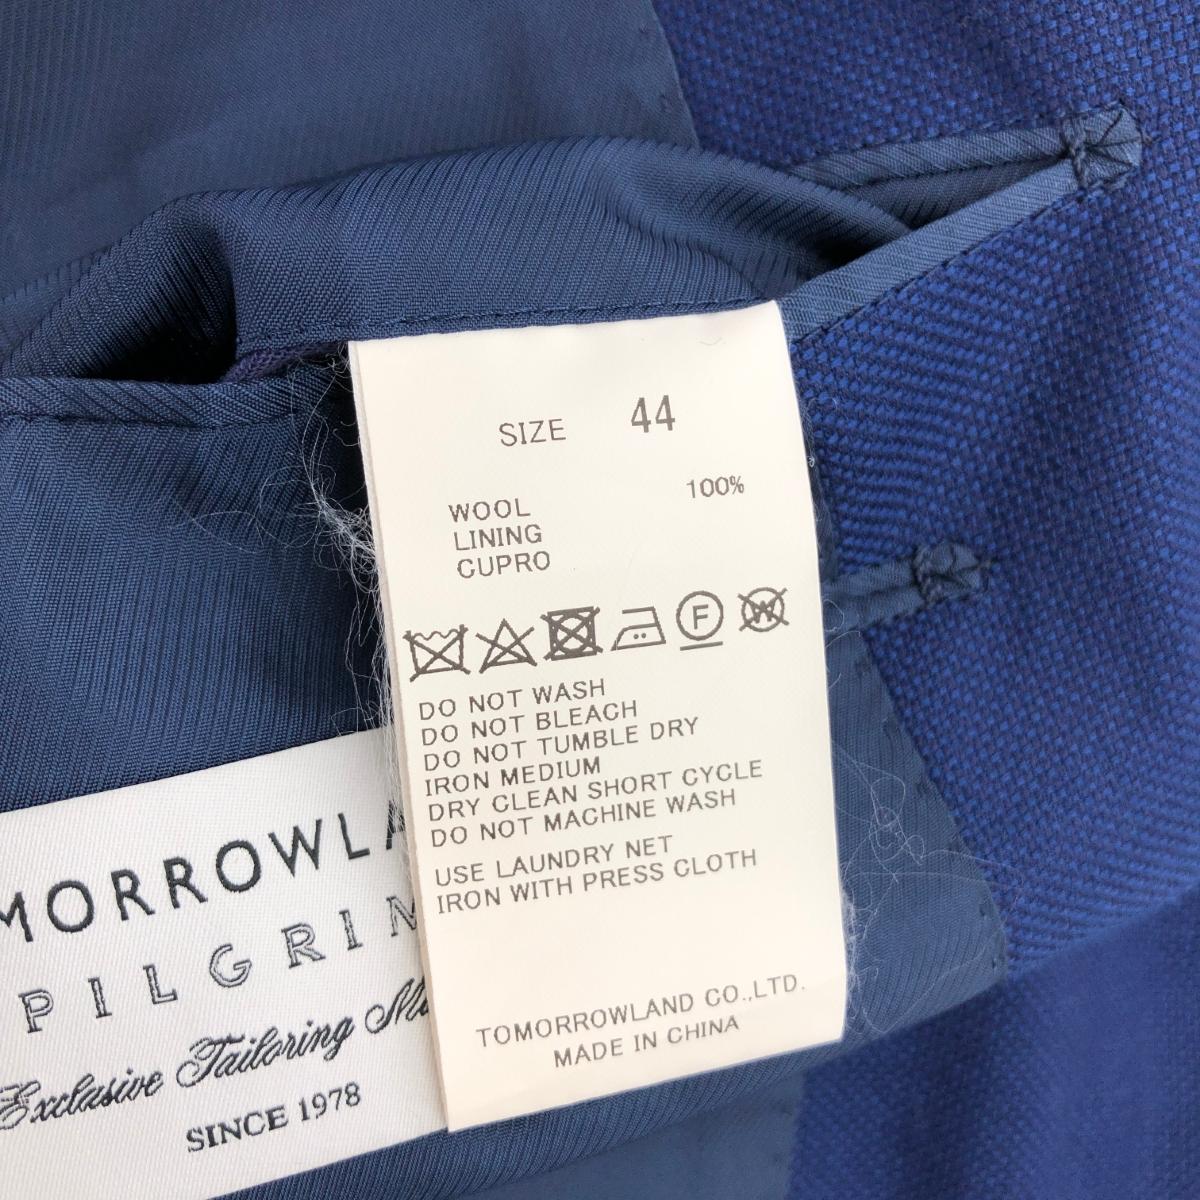 SIZE 44
WOOL 100%
LINING
CUPRO
F W
DO NOT WASH
DO NOT BLEACH
DO NOT TUMBLE DRY
IRON MEDIUM
DRY CLEAN SHORT CYCLE
DO NOT MACHINE WASH
USE LAUNDRY NET
IRON WITH PRESS CLOTH
TOMORROWLAND CO.,LTD.
MADE IN CHINA
MORROWLA
PILGRIM
Exclusive Tailoring
SINCE 1978